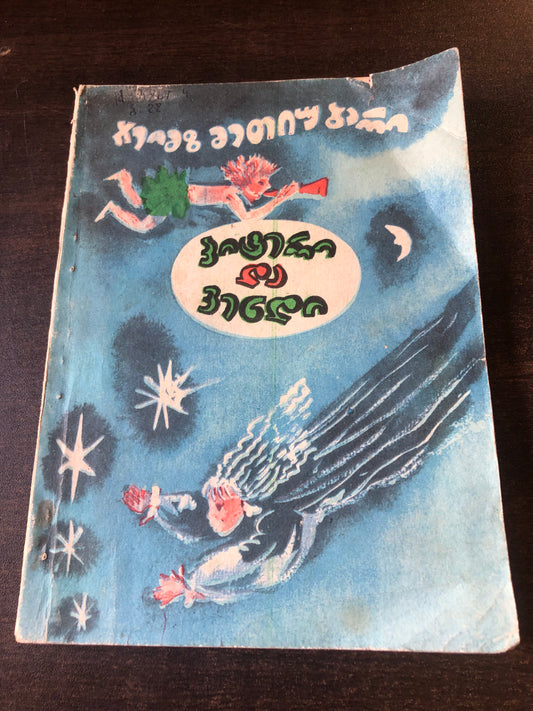 ჯეიმზ მეთიუ ბარი
პიტერი
და
ვენდი